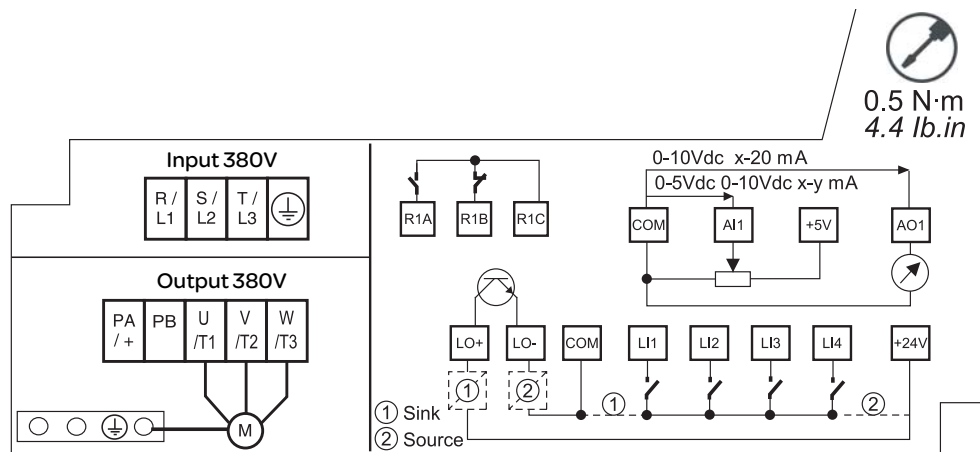 0.5 N·m
4.4 lb.in
Input 380V
R / L1
S / L2
T / L3
Output 380V
PA / +
PB
U /T1
V /T2
W /T3
M
R1A
R1B
R1C
0-10Vdc x-20 mA
0-5Vdc 0-10Vdc x-y mA
COM
AI1
+5V
AO1
LO+
LO-
COM
LI1
LI2
LI3
LI4
+24V
①
②
①
②
① Sink
② Source